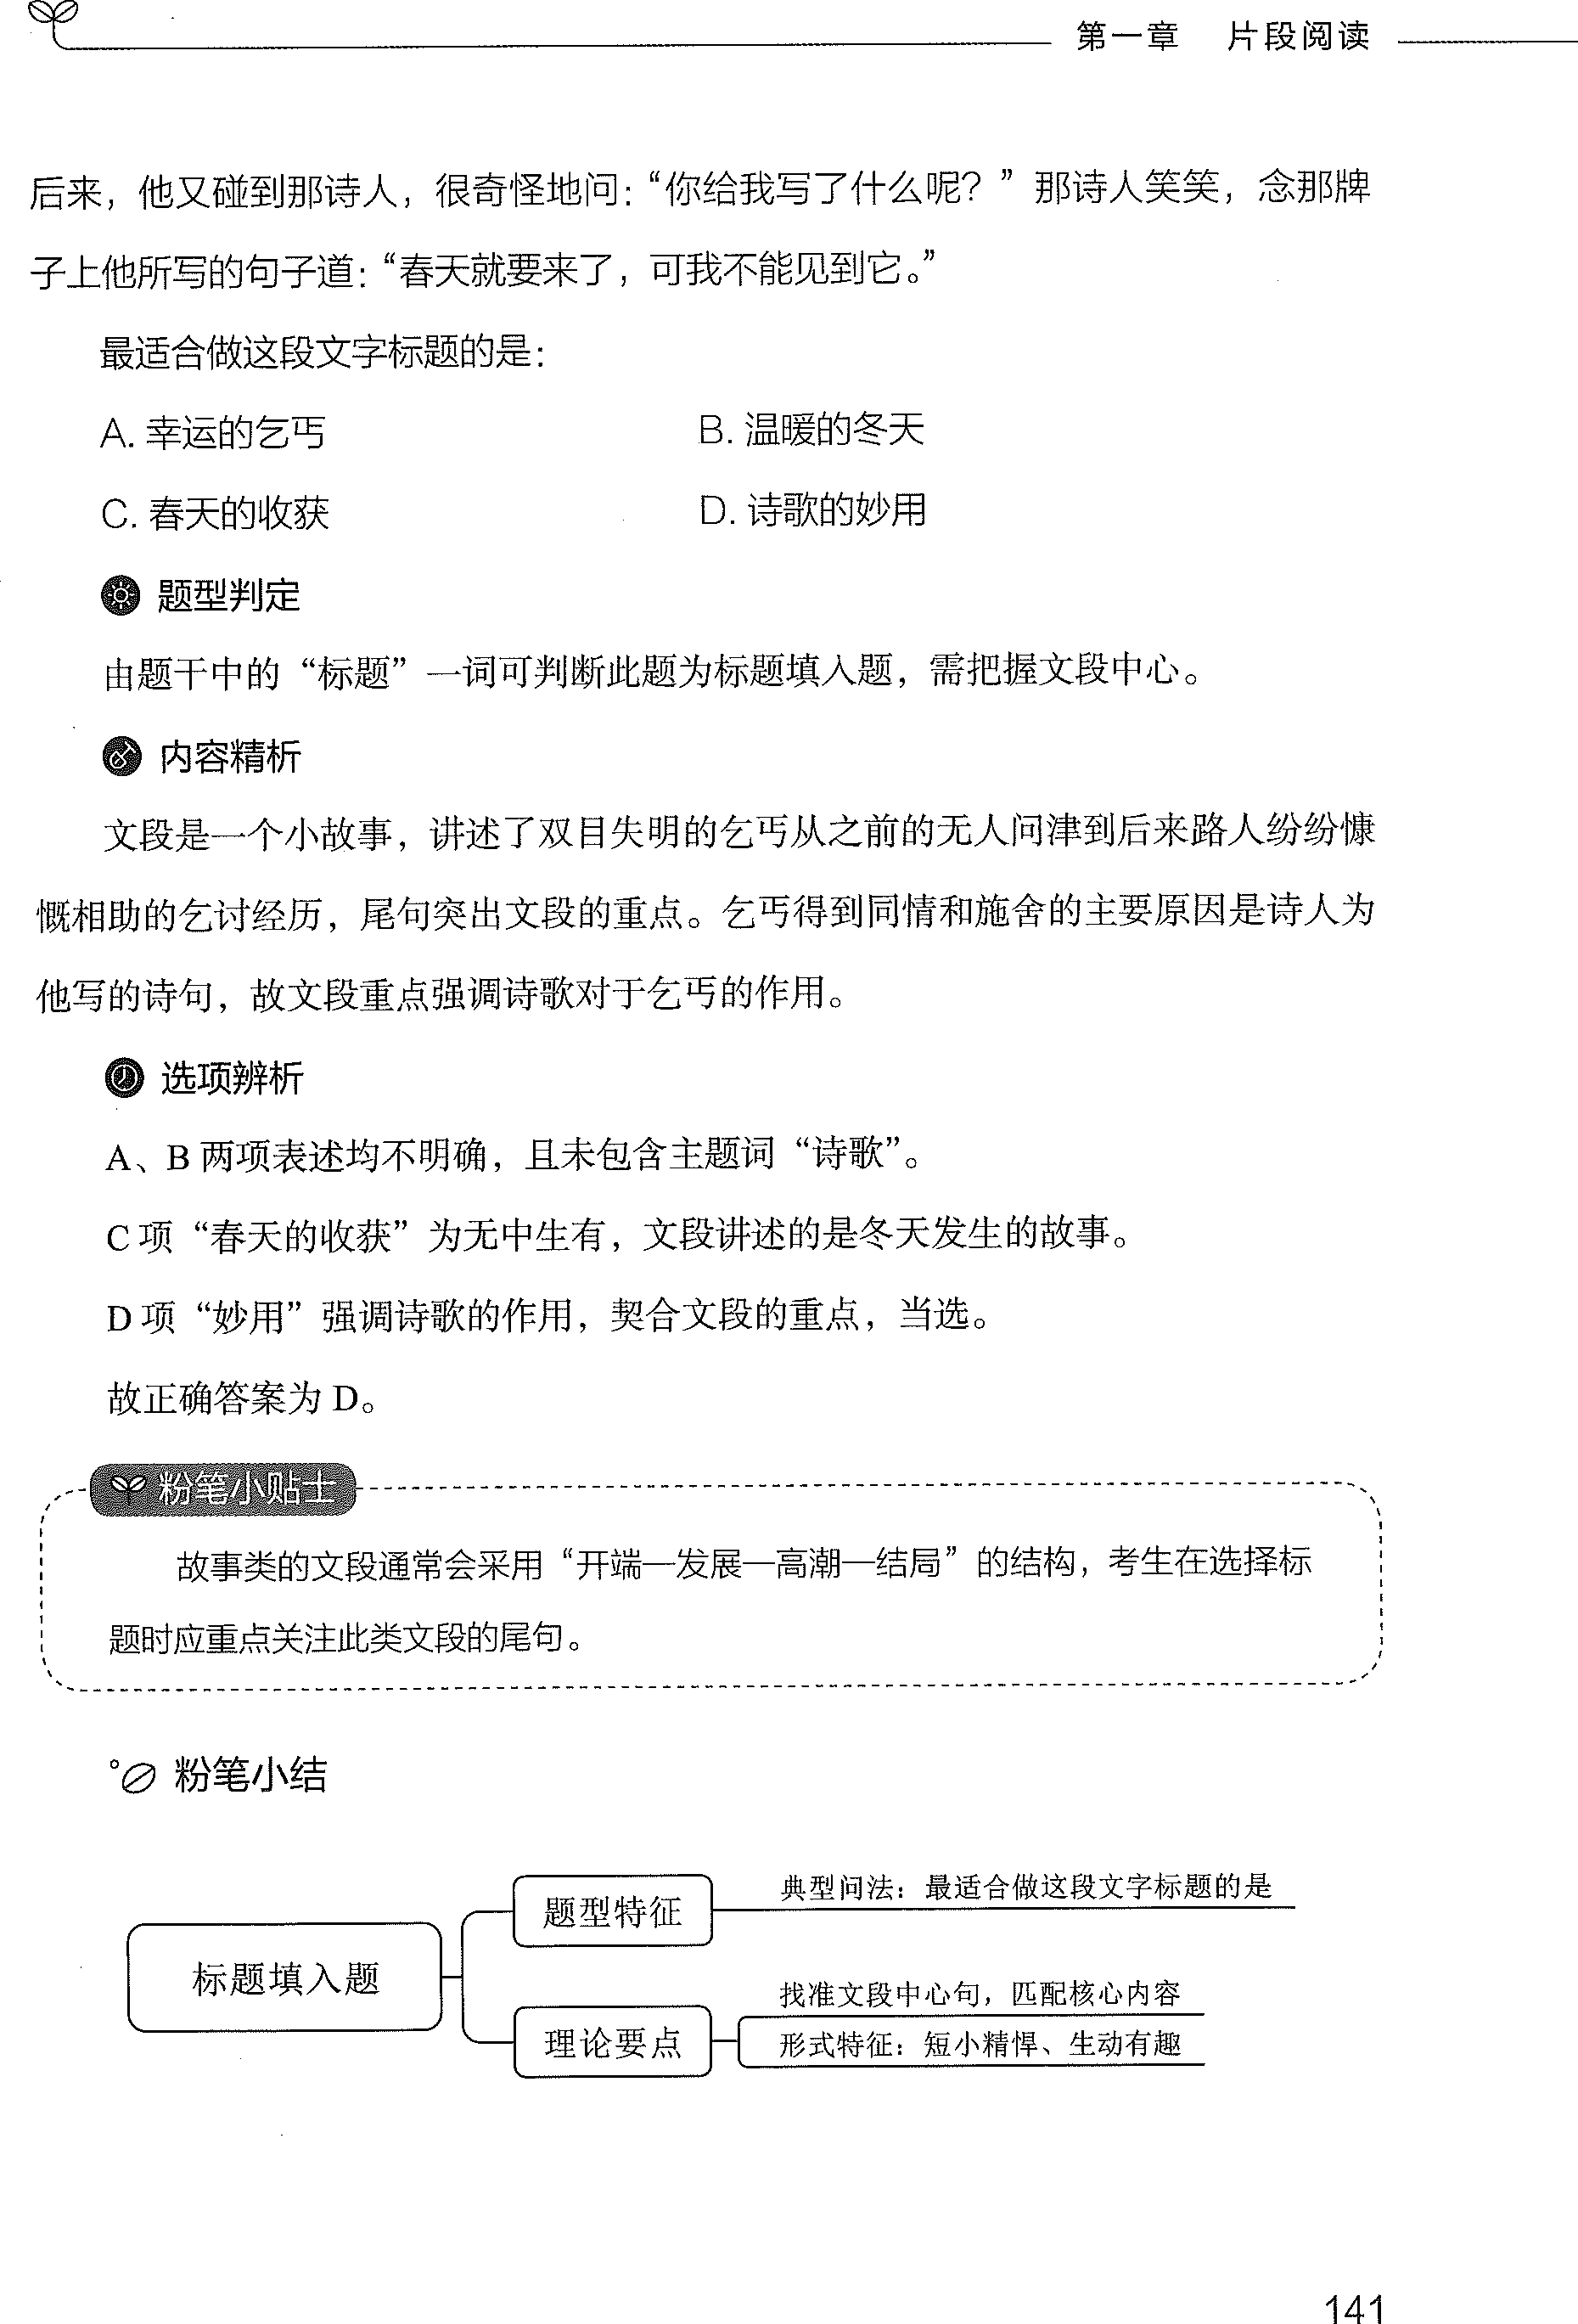 第一章 片段阅读
后来，他又碰到那诗人，很奇怪地问：“你给我写了什么呢？”那诗人笑笑，念那牌
子上他所写的句子道：“春天就要来了，可我不能见到它。”
最适合做这段文字标题的是：
A. 幸运的乞丐 B. 温暖的冬天
C. 春天的收获 D. 诗歌的妙用
题型判定
由题干中的“标题”一词可判断此题为标题填入题，需把握文段中心。
内容精析
文段是一个小故事，讲述了双目失明的乞丐从之前的无人问津到后来路人纷纷慷
慨相助的乞讨经历，尾句突出文段的重点。乞丐得到同情和施舍的主要原因是诗人为
他写的诗句，故文段重点强调诗歌对于乞丐的作用。
选项辨析
A、B 两项表述均不明确，且未包含主题词“诗歌”。
C 项“春天的收获”为无中生有，文段讲述的是冬天发生的故事。
D 项“妙用”强调诗歌的作用，契合文段的重点，当选。
故正确答案为 D。
粉笔小贴士
故事类的文段通常会采用“开端—发展—高潮—结局”的结构，考生在选择标
题时应重点关注此类文段的尾句。
粉笔小结
标题填入题
题型特征
典型问法：最适合做这段文字标题的是
理论要点
找准文段中心句，匹配核心内容
形式特征：短小精悍、生动有趣
141